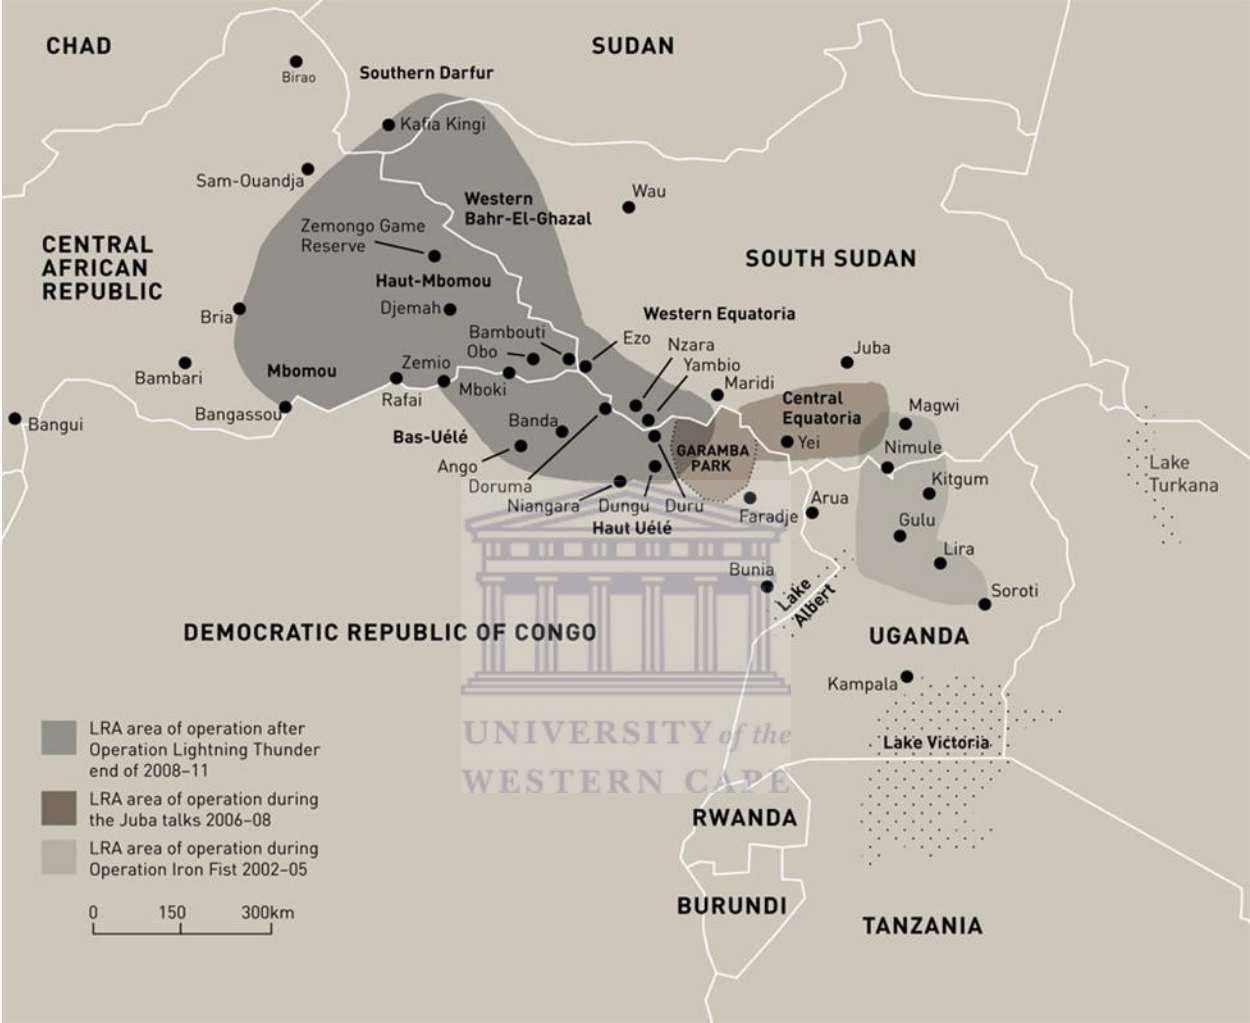 CHAD
SUDAN
Birao
Southern Darfur
Kafia Kingi
Sam-Ouandja
Wau
Western
Bahr-El-Ghazal
Zemongo Game
Reserve
CENTRAL
AFRICAN
REPUBLIC
SOUTH SUDAN
Haut-Mbomou
Djemah
Bria
Western Equatoria
Bambouti
Ezo
Nzara
Obo
Yambio
Juba
Zemio
Mbomou
Bambari
Mboki
Maridi
Rafai
Central
Equatoria
Magwi
Bangassou
Bangui
Banda
Bas-Uélé
Yei
Nimule
GARAMBA
PARK
Ango
Lake
Turkana
Doruma
Kitgum
Niangara
Dungu
Duru
Faradje
Arua
Haut Uélé
Gulu
Lira
Bunia
Lake
Albert
Soroti
DEMOCRATIC REPUBLIC OF CONGO
UGANDA
Kampala
LRA area of operation after
Operation Lightning Thunder
end of 2008–11
UNIVERSITY of the
WESTERN CAPE
Lake Victoria
LRA area of operation during
the Juba talks 2006–08
RWANDA
LRA area of operation during
Operation Iron Fist 2002–05
BURUNDI
TANZANIA
0 150 300km